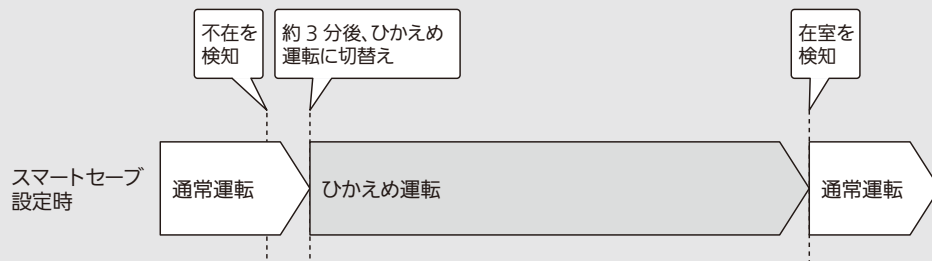 不在を
検知
約 3 分後、ひかえめ
運転に切替え
在室を
検知
スマートセーブ
設定時
通常運転
ひかえめ運転
通常運転